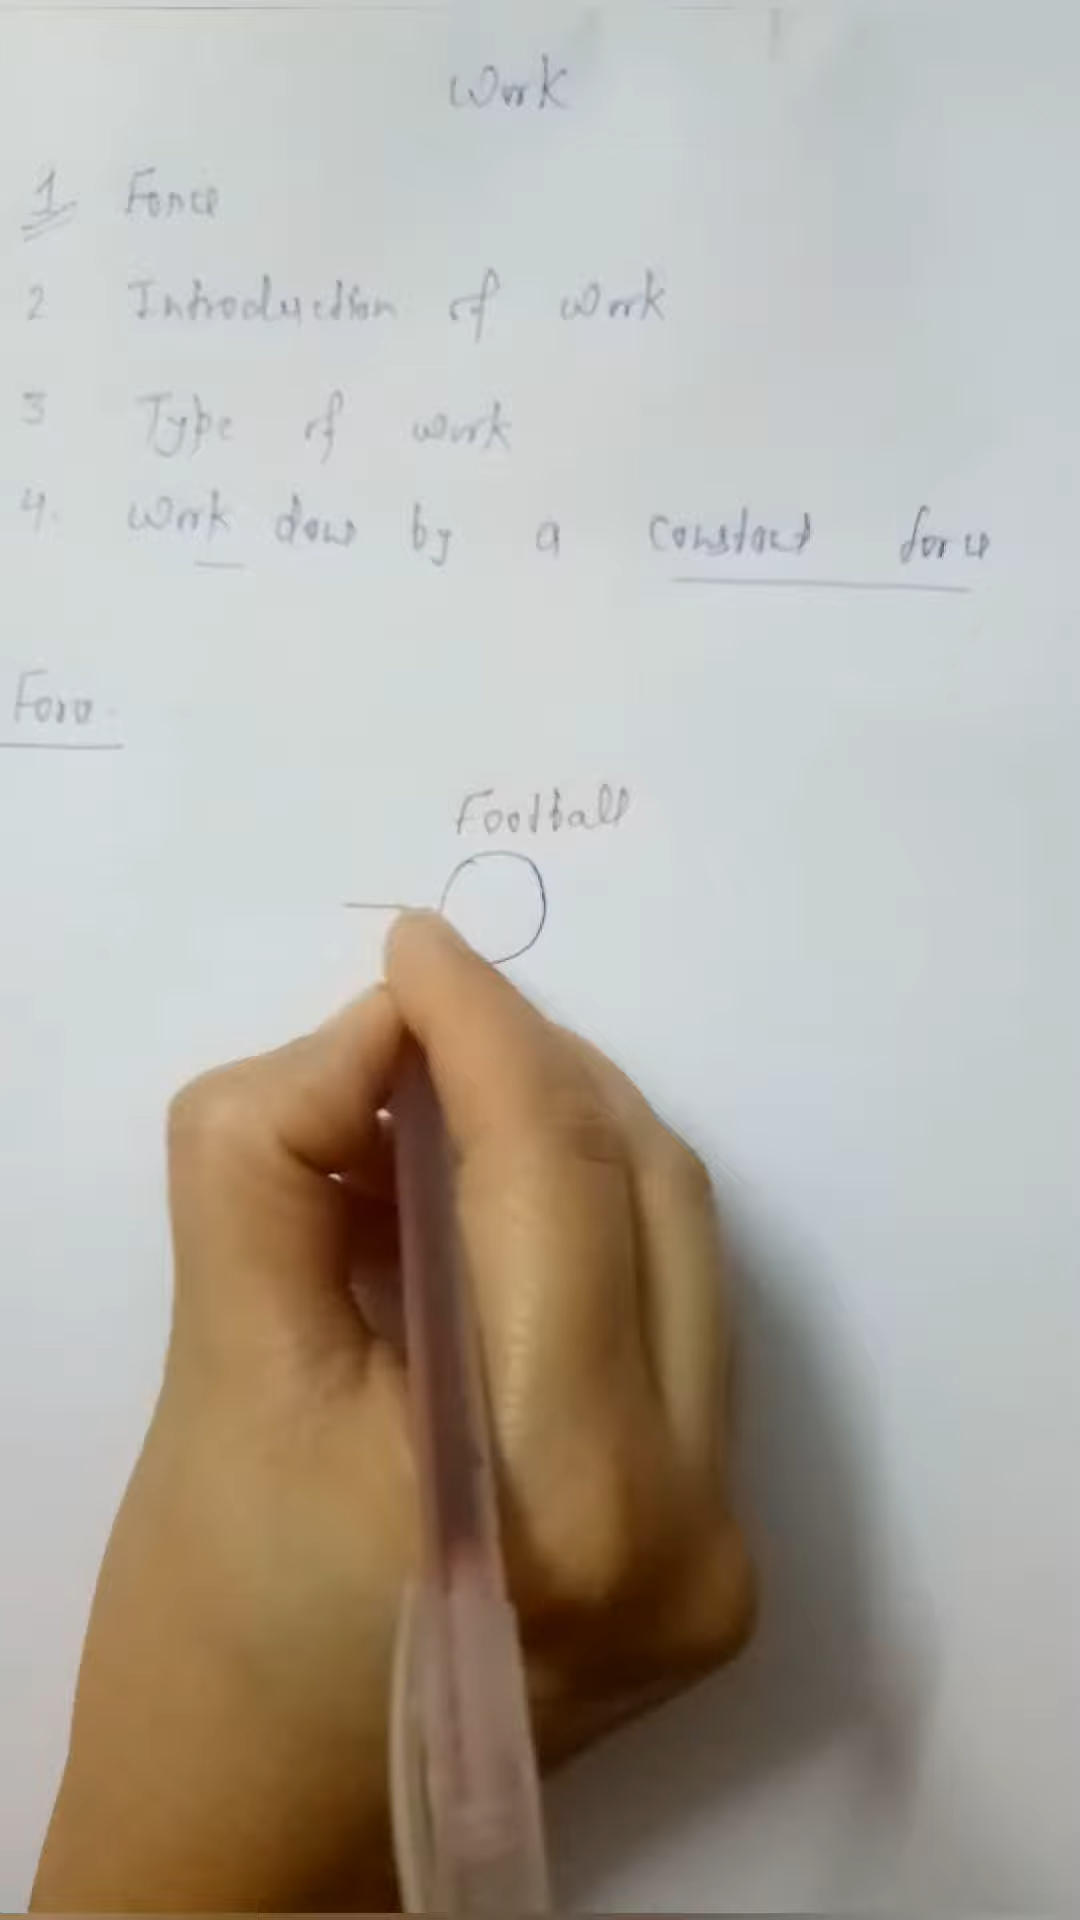 Work
1 Force
2 Introduction of work
3 Type of work
4. Work done by a constant force
Force
Football